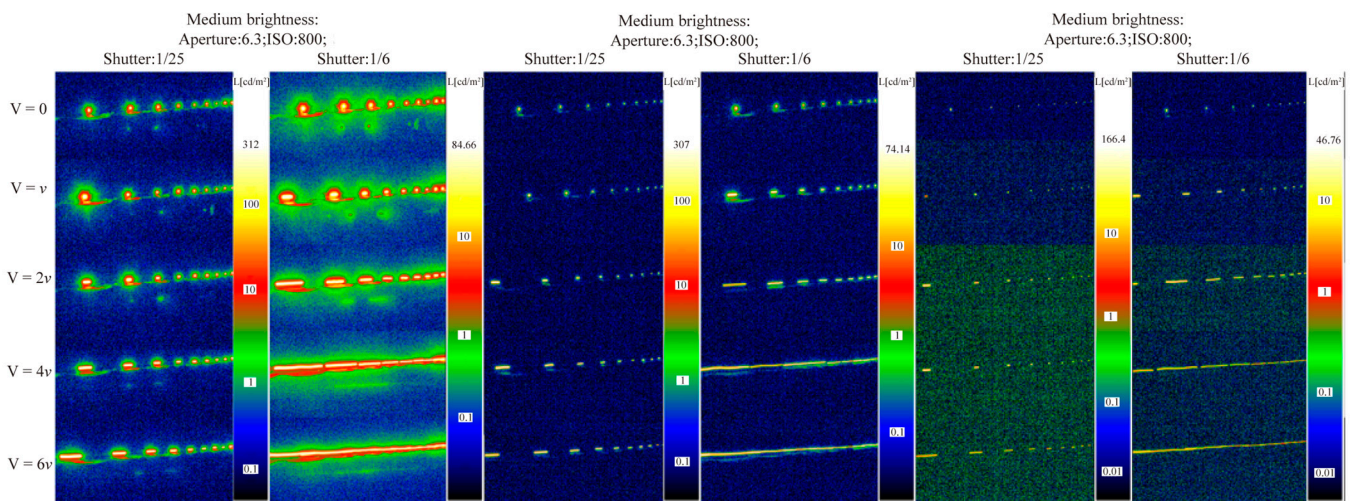 Medium brightness:
Aperture:6.3;ISO:800;
Shutter:1/25 Shutter:1/6
Medium brightness:
Aperture:6.3;ISO:800;
Shutter:1/25 Shutter:1/6
Medium brightness:
Aperture:6.3;ISO:800;
Shutter:1/25 Shutter:1/6
L[cd/m²] L[cd/m²] L[cd/m²] L[cd/m²] L[cd/m²] L[cd/m²]
V = 0
V = v
V = 2v
V = 4v
V = 6v
312
100
10
1
0.1
84.66
10
1
0.1
307
100
10
1
0.1
74.14
10
1
0.1
166.4
10
1
0.1
0.01
46.76
10
1
0.1
0.01